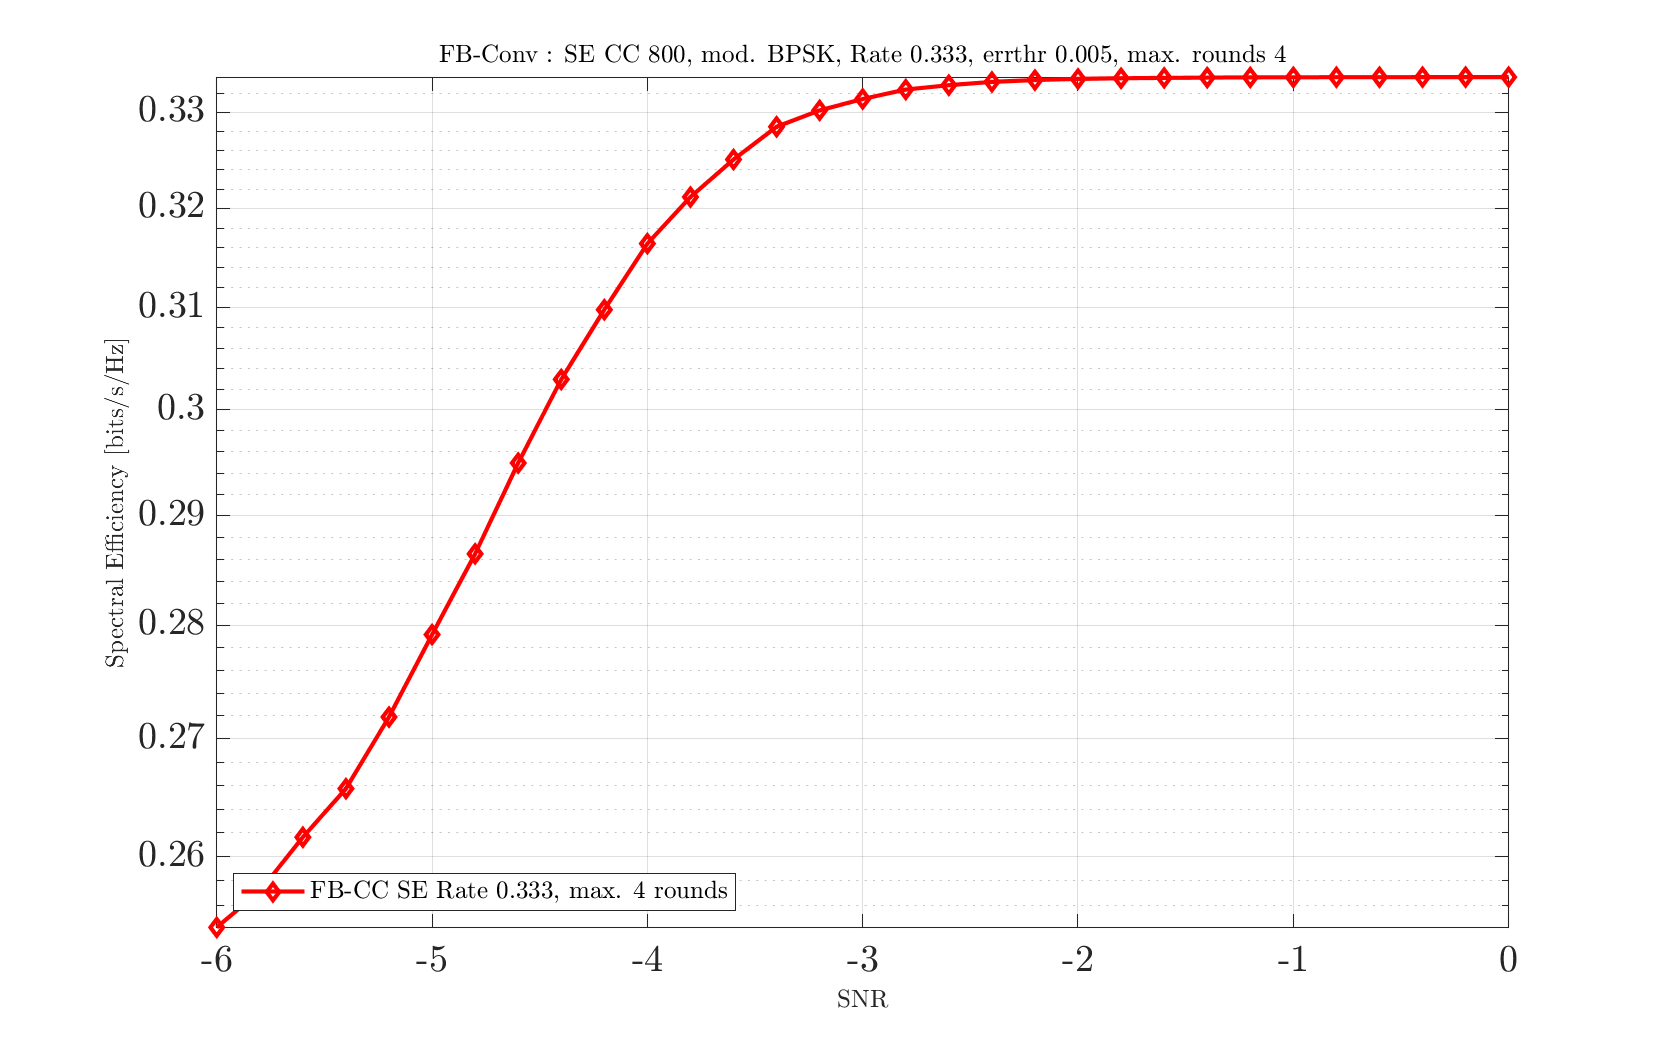 FB-Conv : SE CC 800, mod. BPSK, Rate 0.333, errthr 0.005, max. rounds 4
0.33
0.32
0.31
0.3
0.29
0.28
0.27
0.26
Spectral Efficiency [bits/s/Hz]
FB-CC SE Rate 0.333, max. 4 rounds
-6 -5 -4 -3 -2 -1 0
SNR